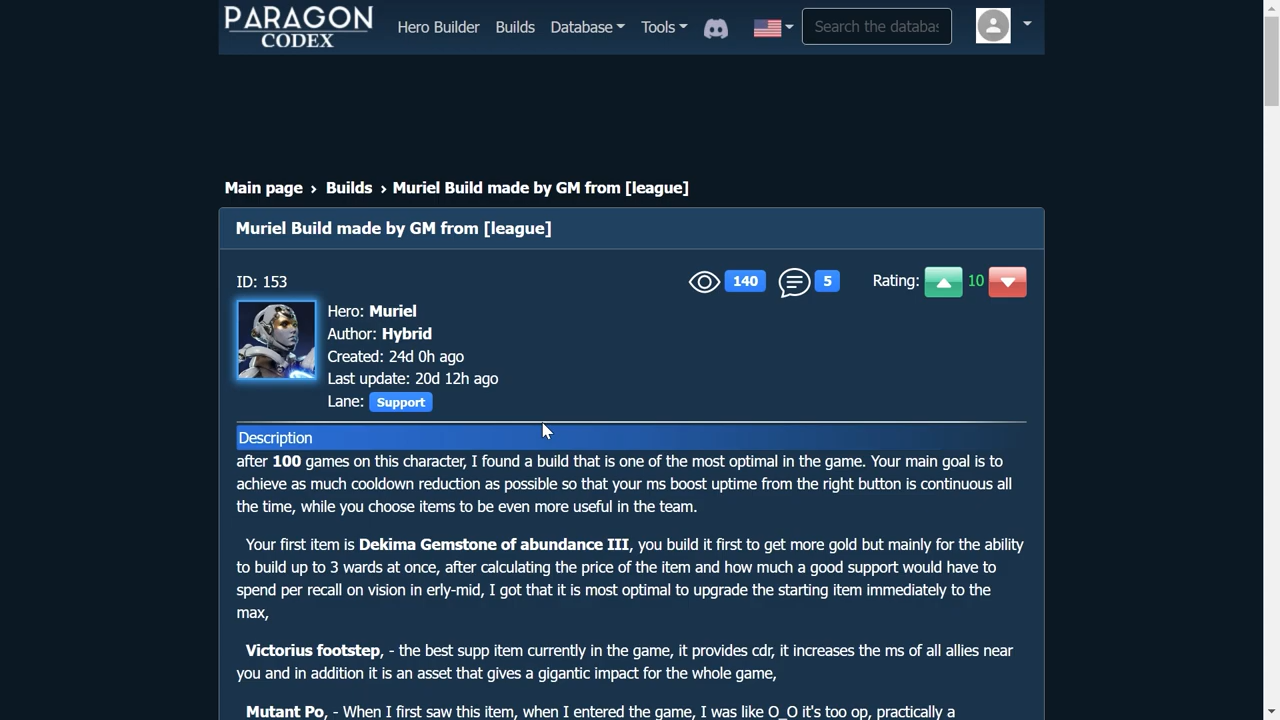 PARAGON
CODEX
Hero Builder Builds Database Tools
Search the databas
Main page › Builds › Muriel Build made by GM from [league]
Muriel Build made by GM from [league]
ID: 153 140 5 Rating: 10
Hero: Muriel
Author: Hybrid
Created: 24d 0h ago
Last update: 20d 12h ago
Lane: Support
Description
after 100 games on this character, I found a build that is one of the most optimal in the game. Your main goal is to
achieve as much cooldown reduction as possible so that your ms boost uptime from the right button is continuous all
the time, while you choose items to be even more useful in the team.
Your first item is Dekima Gemstone of abundance III, you build it first to get more gold but mainly for the ability
to build up to 3 wards at once, after calculating the price of the item and how much a good support would have to
spend per recall on vision in erly-mid, I got that it is most optimal to upgrade the starting item immediately to the
max,
Victorius footstep, - the best supp item currently in the game, it provides cdr, it increases the ms of all allies near
you and in addition it is an asset that gives a gigantic impact for the whole game,
Mutant Po, - When I first saw this item, when I entered the game, I was like O_O it's too op, practically a